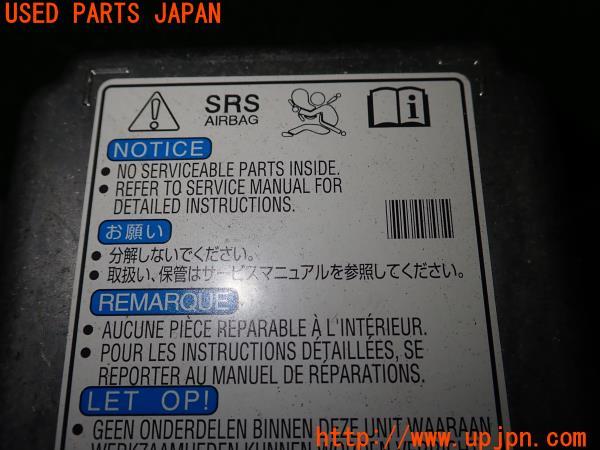 USED PARTS JAPAN
SRS
AIRBAG
NOTICE
• NO SERVICEABLE PARTS INSIDE.
• REFER TO SERVICE MANUAL FOR
DETAILED INSTRUCTIONS.
お願い
• 分解しないでください。
• 取扱い、保管はサービスマニュアルを参照してください。
REMARQUE
• AUCUNE PIÈCE RÉPARABLE À L'INTÉRIEUR.
• POUR LES INSTRUCTIONS DÉTAILLÉES, SE
REPORTER AU MANUEL DE RÉPARATIONS.
LET OP!
• GEEN ONDERDELEN BINNEN DEZE UNIT WAARAAN
WERKZAAMHEDEN KUNNEN WORDEN
http://www.upjpn.com/